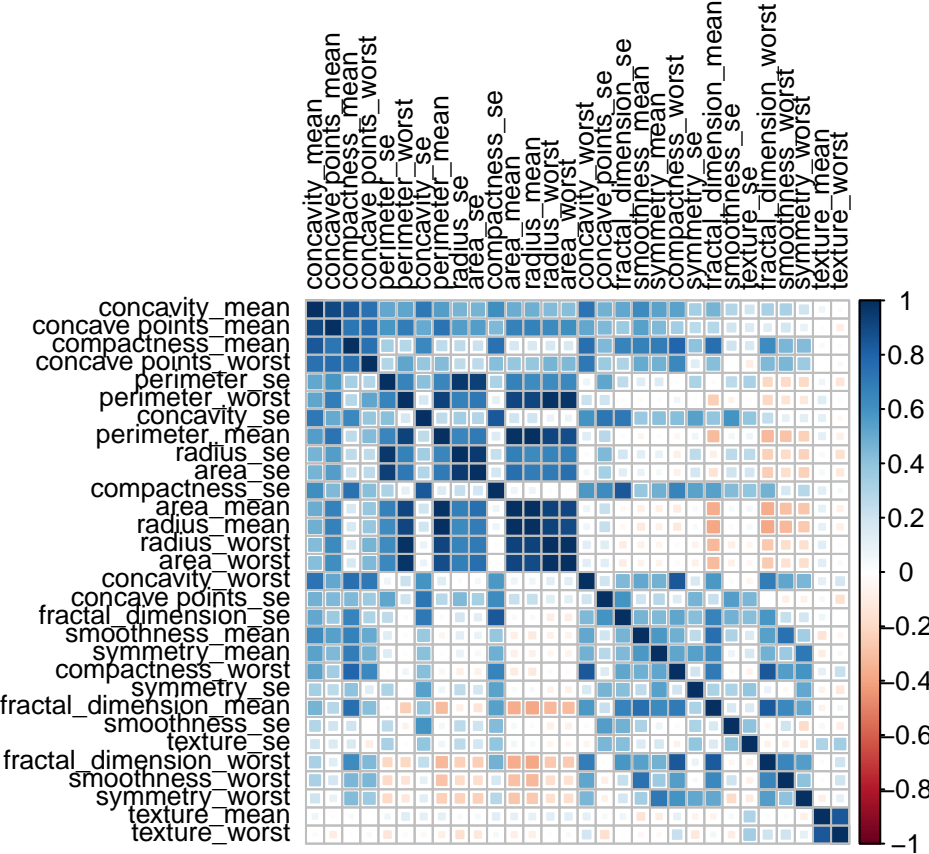 concavity_mean
concave points_mean
compactness_mean
concave points_worst
perimeter_se
perimeter_worst
concavity_se
perimeter_mean
radius_se
area_se
compactness_se
area_mean
radius_mean
radius_worst
area_worst
concavity_worst
concave points_se
fractal_dimension_se
smoothness_mean
symmetry_mean
compactness_worst
symmetry_se
fractal_dimension_mean
smoothness_se
texture_se
fractal_dimension_worst
smoothness_worst
symmetry_worst
texture_mean
texture_worst
concavity_mean
concave points_mean
compactness_mean
concave points_worst
perimeter_se
perimeter_worst
concavity_se
perimeter_mean
radius_se
area_se
compactness_se
area_mean
radius_mean
radius_worst
area_worst
concavity_worst
concave points_se
fractal_dimension_se
smoothness_mean
symmetry_mean
compactness_worst
symmetry_se
fractal_dimension_mean
smoothness_se
texture_se
fractal_dimension_worst
smoothness_worst
symmetry_worst
texture_mean
texture_worst
1
0.8
0.6
0.4
0.2
0
−0.2
−0.4
−0.6
−0.8
−1